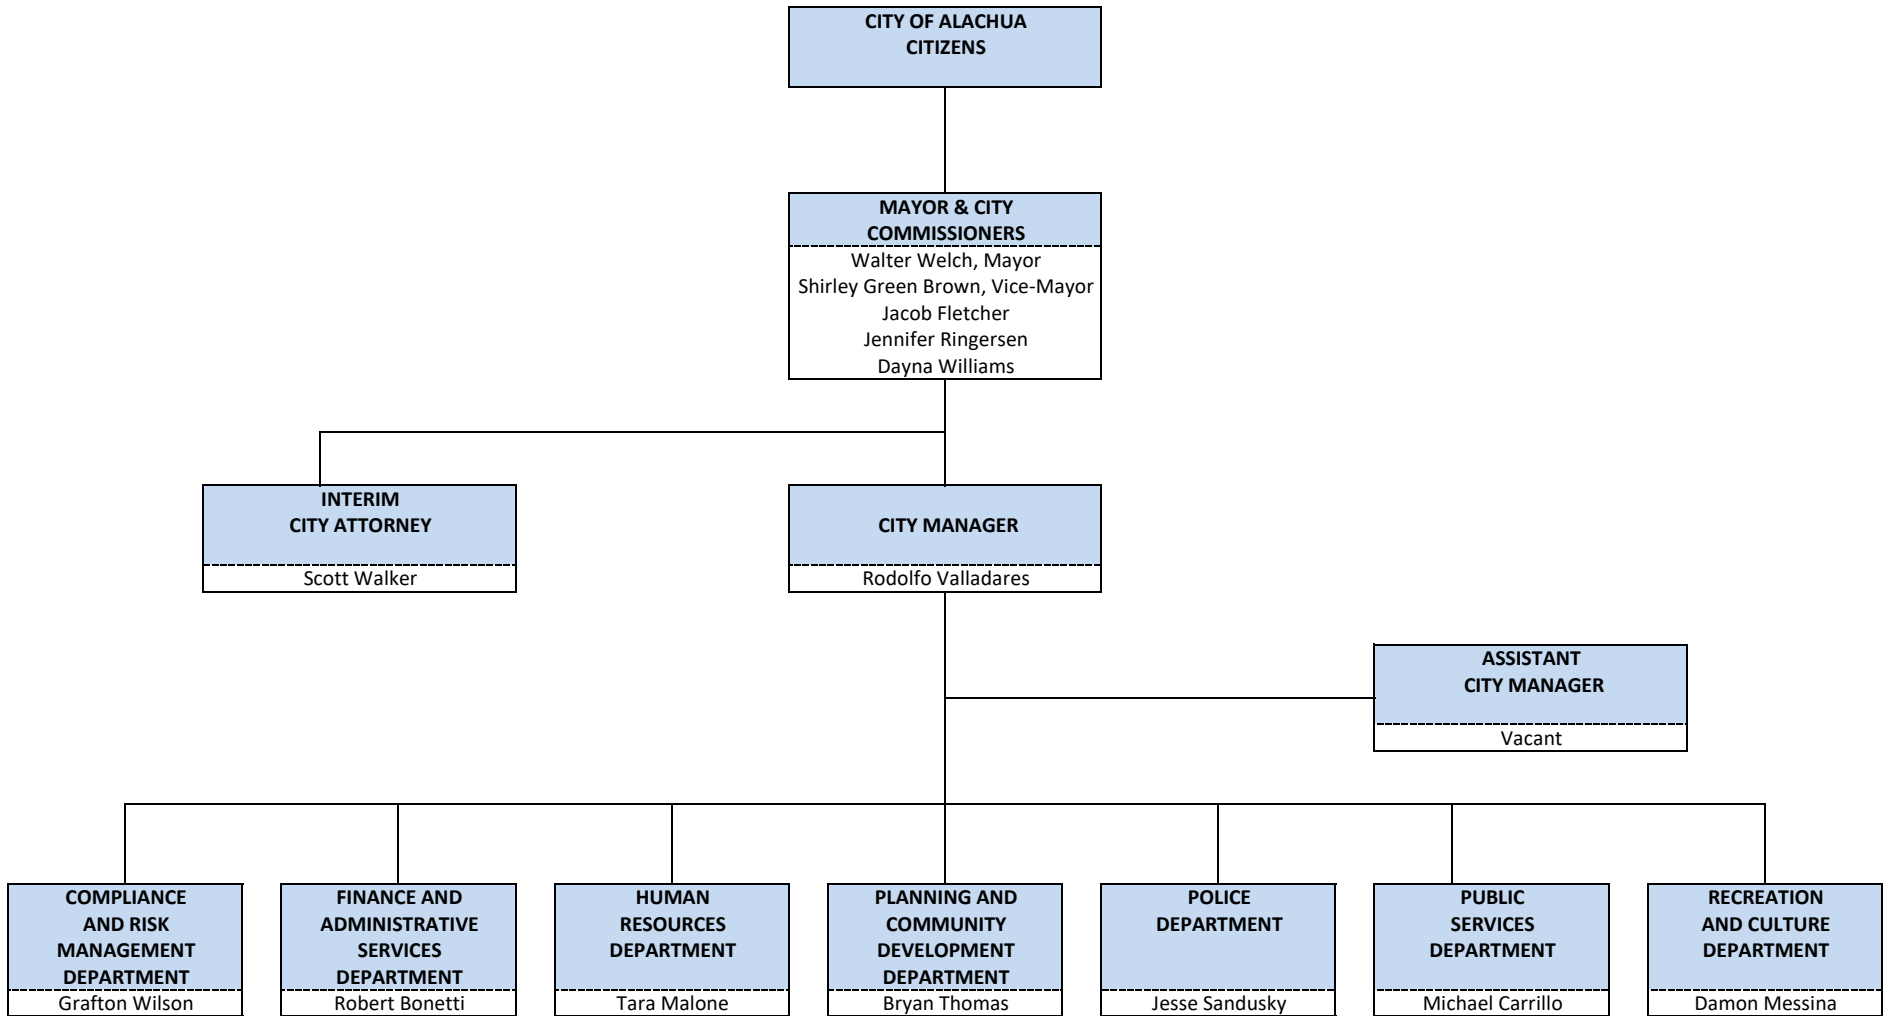 CITY OF ALACHUA
CITIZENS
MAYOR & CITY
COMMISSIONERS
Walter Welch, Mayor
Shirley Green Brown, Vice-Mayor
Jacob Fletcher
Jennifer Ringersen
Dayna Williams
INTERIM
CITY ATTORNEY
Scott Walker
CITY MANAGER
Rodolfo Valladares
ASSISTANT
CITY MANAGER
Vacant
COMPLIANCE
AND RISK
MANAGEMENT
DEPARTMENT
Grafton Wilson
FINANCE AND
ADMINISTRATIVE
SERVICES
DEPARTMENT
Robert Bonetti
HUMAN
RESOURCES
DEPARTMENT
Tara Malone
PLANNING AND
COMMUNITY
DEVELOPMENT
DEPARTMENT
Bryan Thomas
POLICE
DEPARTMENT
Jesse Sandusky
PUBLIC
SERVICES
DEPARTMENT
Michael Carrillo
RECREATION
AND CULTURE
DEPARTMENT
Damon Messina